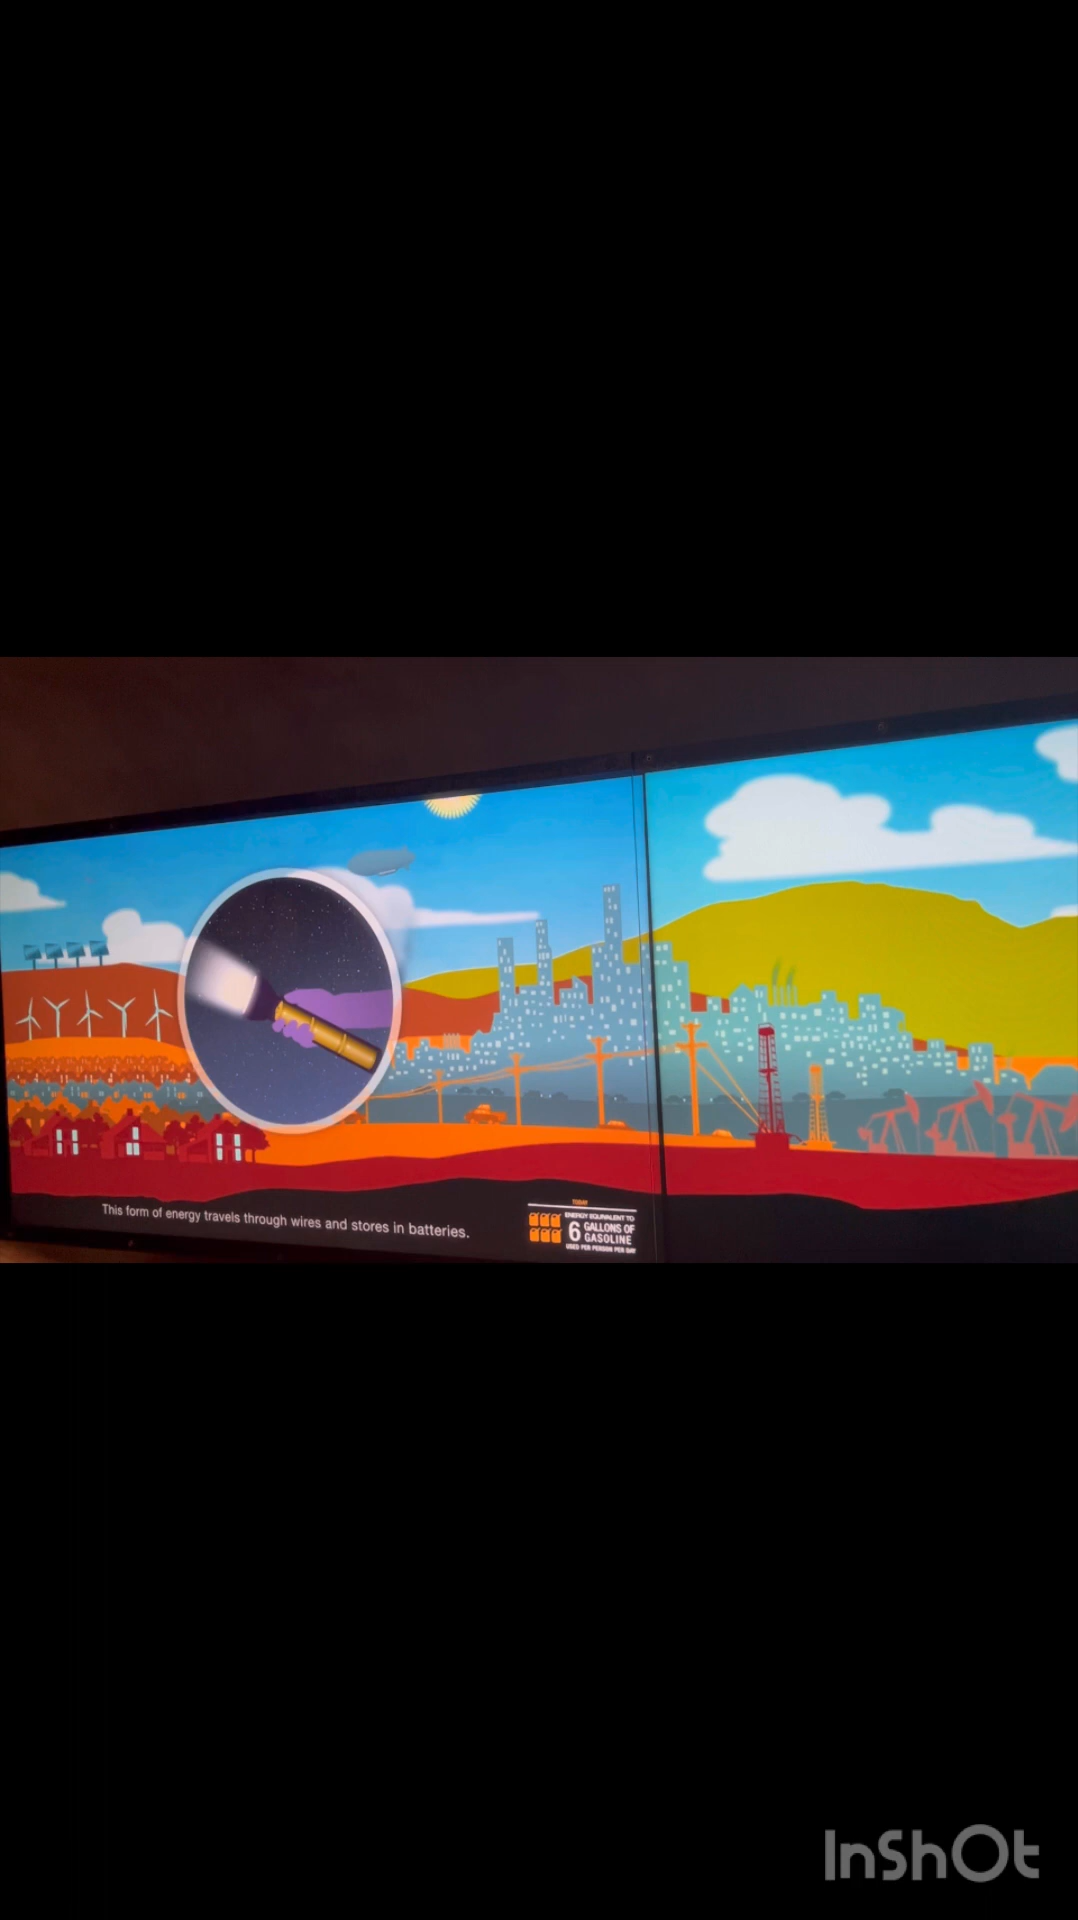 This form of energy travels through wires and stores in batteries.
TODAY
ENERGY EQUIVALENT TO
6 GALLONS OF
GASOLINE
USED PER PERSON PER DAY
InShOt